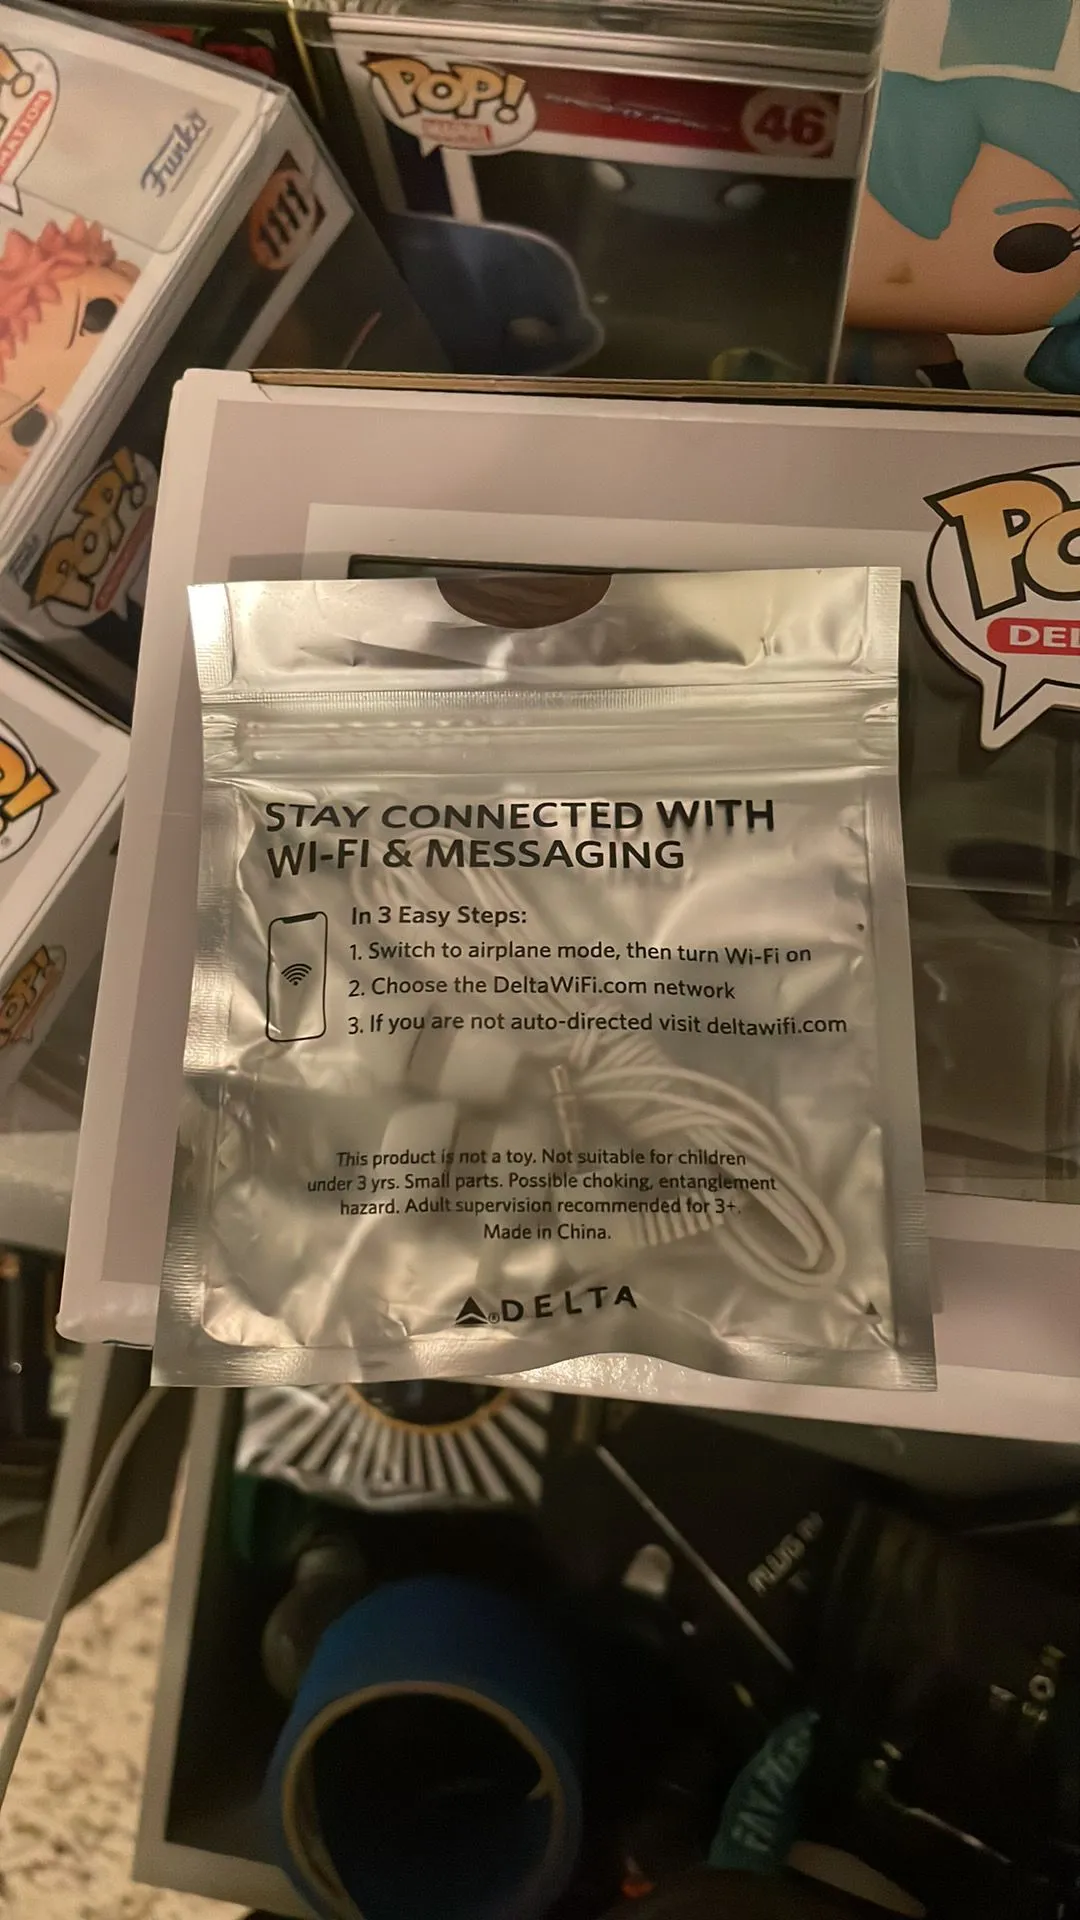 POP!
46
Funko
1111
POP!
PO
DEL
STAY CONNECTED WITH
WI-FI & MESSAGING
In 3 Easy Steps:
1. Switch to airplane mode, then turn Wi-Fi on
2. Choose the DeltaWiFi.com network
3. If you are not auto-directed visit deltawifi.com
This product is not a toy. Not suitable for children
under 3 yrs. Small parts. Possible choking, entanglement
hazard. Adult supervision recommended for 3+.
Made in China.
®DELTA